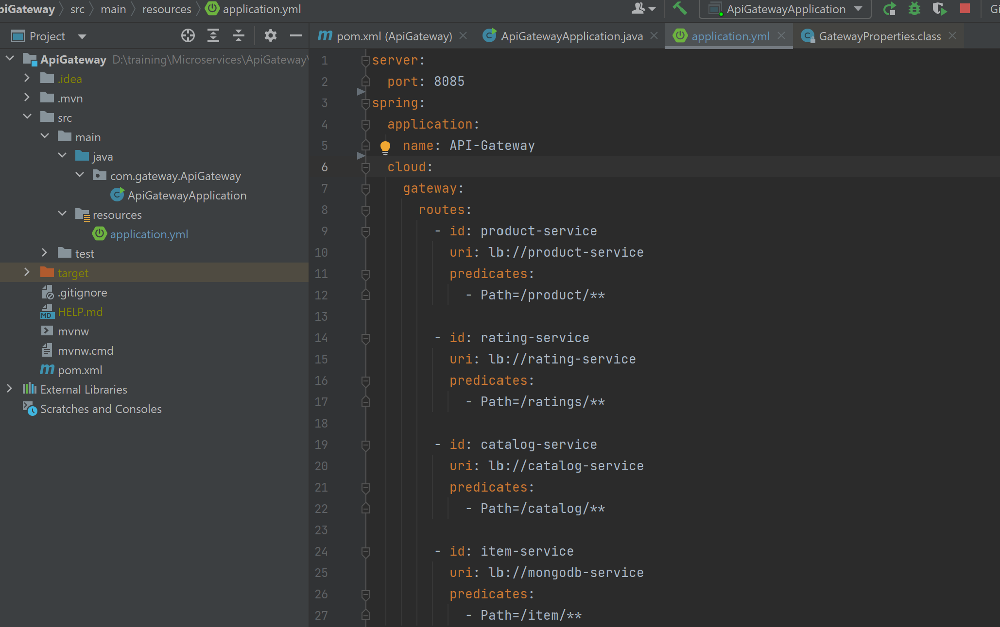 piGateway src main resources application.yml ApiGatewayApplication Gi
Project
pom.xml (ApiGateway) ApiGatewayApplication.java application.yml GatewayProperties.class
ApiGateway D:\training\Microservices\ApiGateway\
.idea
.mvn
src
main
java
com.gateway.ApiGateway
ApiGatewayApplication
resources
application.yml
test
target
.gitignore
HELP.md
mvnw
mvnw.cmd
pom.xml
External Libraries
Scratches and Consoles
1 server:
2 port: 8085
3 spring:
4 application:
5 name: API-Gateway
6 cloud:
7 gateway:
8 routes:
9 - id: product-service
10 uri: lb://product-service
11 predicates:
12 - Path=/product/**
13
14 - id: rating-service
15 uri: lb://rating-service
16 predicates:
17 - Path=/ratings/**
18
19 - id: catalog-service
20 uri: lb://catalog-service
21 predicates:
22 - Path=/catalog/**
23
24 - id: item-service
25 uri: lb://mongodb-service
26 predicates:
27 - Path=/item/**